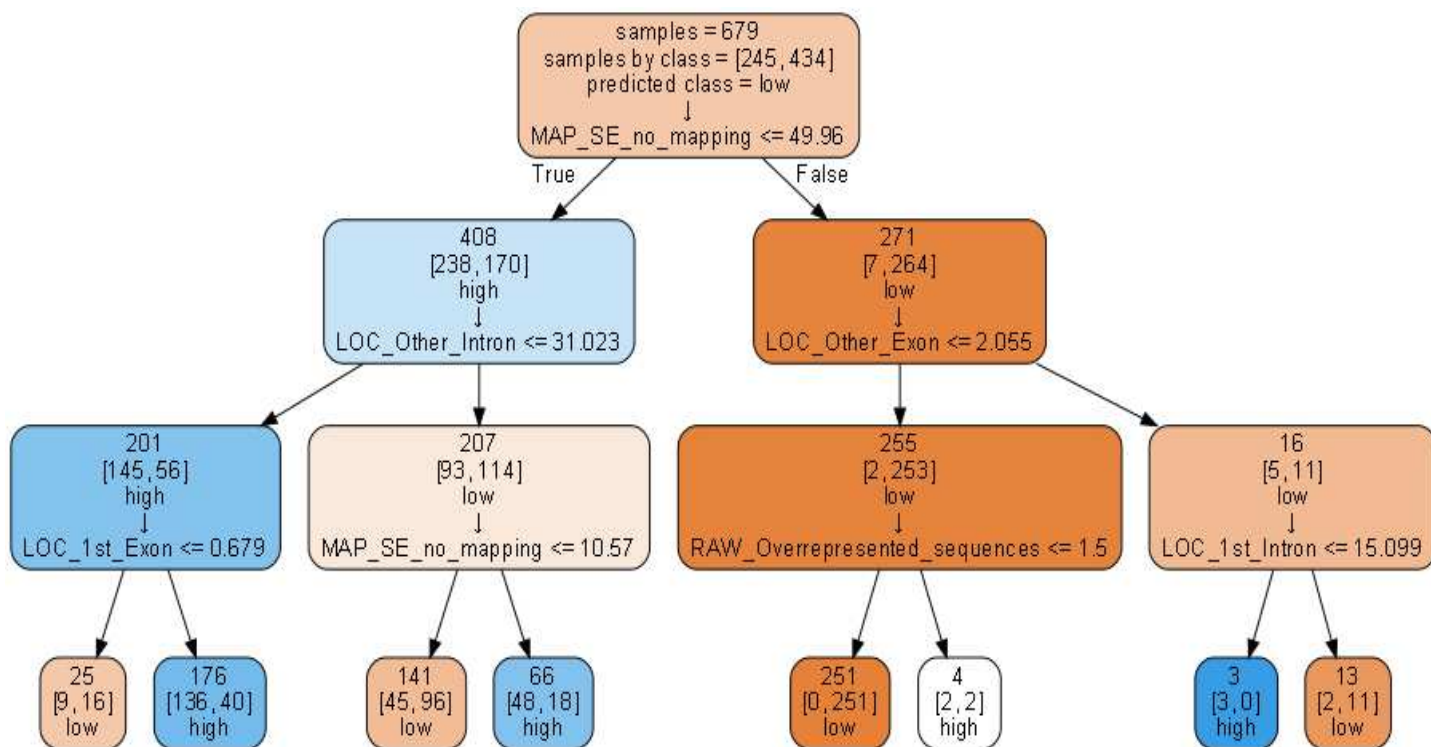 samples = 679
samples by class = [245, 434]
predicted class = low
↓
MAP_SE_no_mapping <= 49.96
True
False
408
[238, 170]
high
↓
LOC_Other_Intron <= 31.023
271
[7, 264]
low
↓
LOC_Other_Exon <= 2.055
201
[145, 56]
high
↓
LOC_1st_Exon <= 0.679
207
[93, 114]
low
↓
MAP_SE_no_mapping <= 10.57
255
[2, 253]
low
↓
RAW_Overrepresented_sequences <= 1.5
16
[5, 11]
low
↓
LOC_1st_Intron <= 15.099
25
[9, 16]
low
176
[136, 40]
high
141
[45, 96]
low
66
[48, 18]
high
251
[0, 251]
low
4
[2, 2]
high
3
[3, 0]
high
13
[2, 11]
low